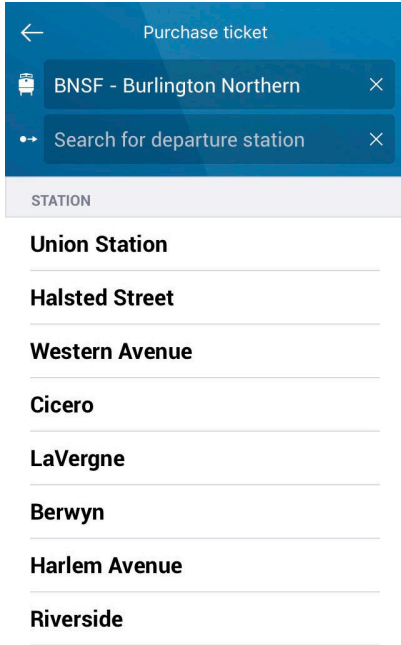 Purchase ticket
BNSF - Burlington Northern
Search for departure station
STATION
Union Station
Halsted Street
Western Avenue
Cicero
LaVergne
Berwyn
Harlem Avenue
Riverside